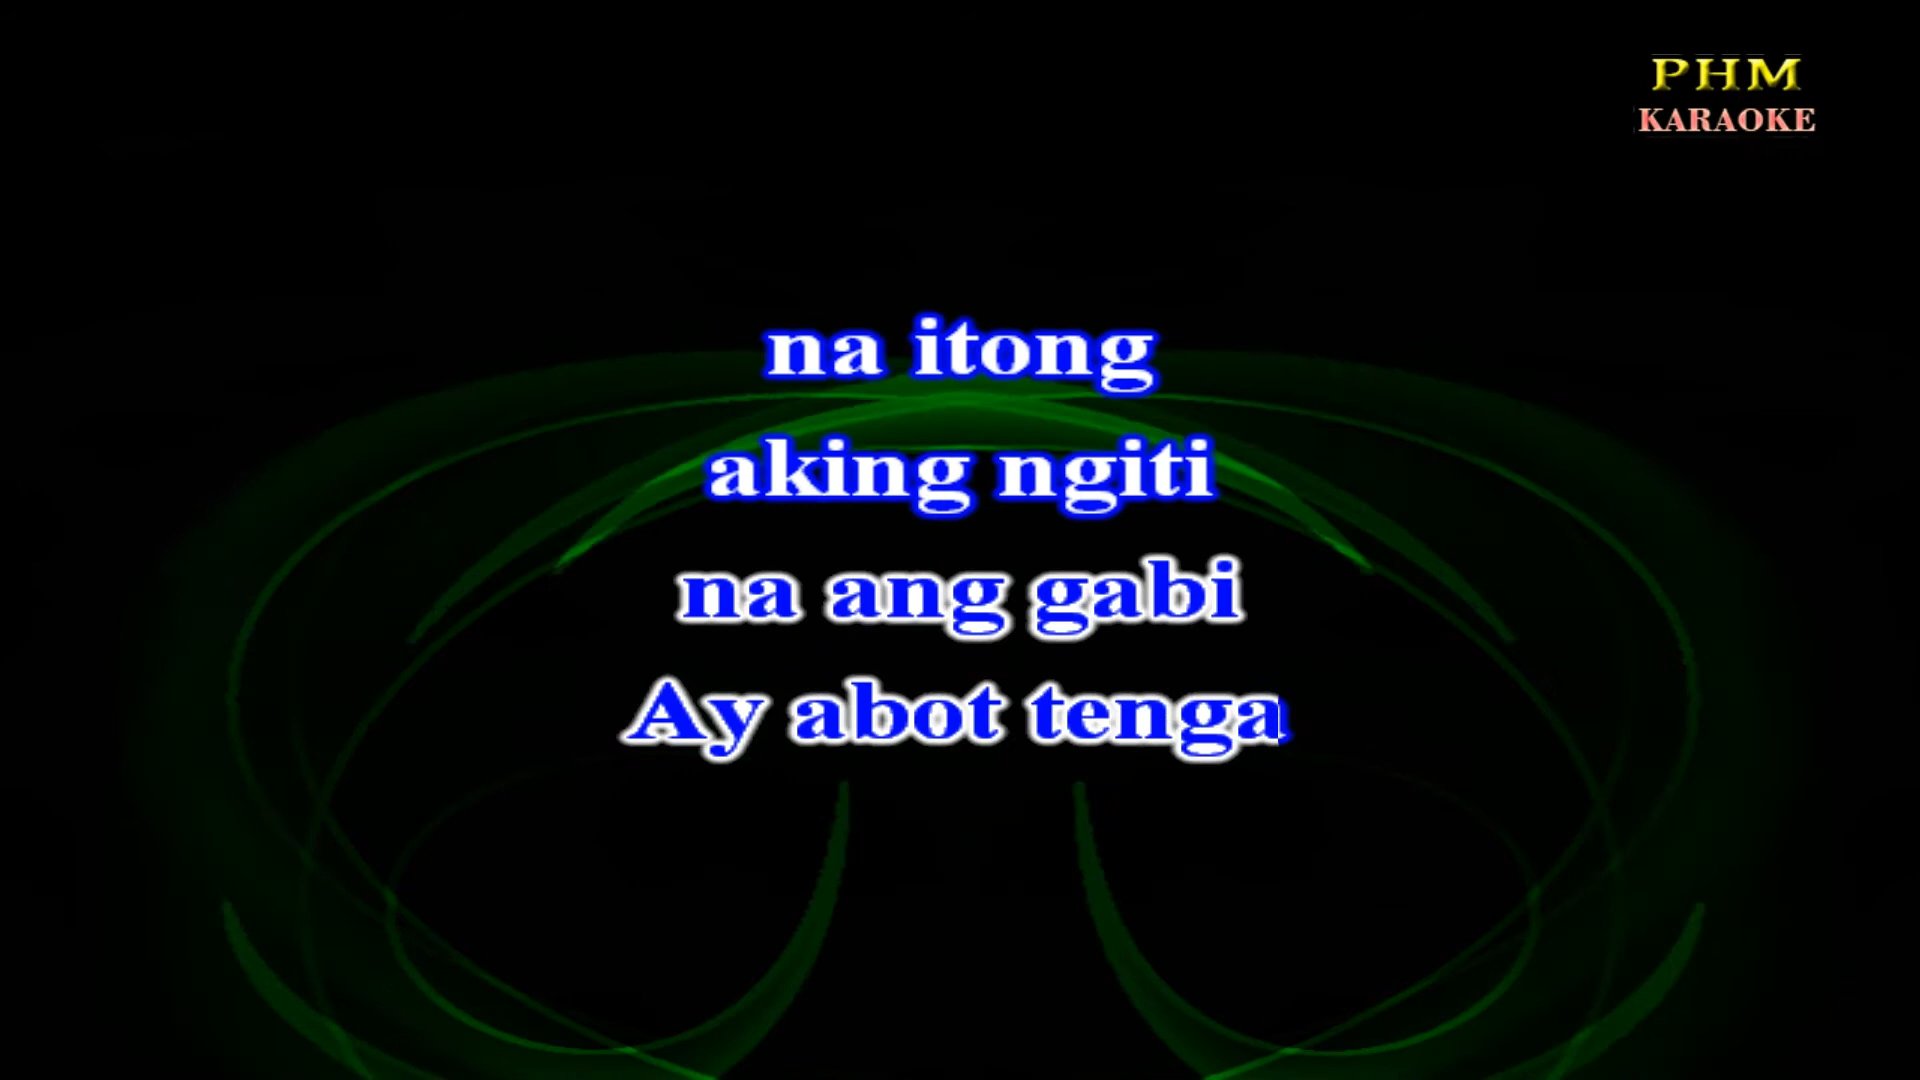 PHM
KARAOKE
na itong
aking ngiti
na ang gabi
Ay abot tenga